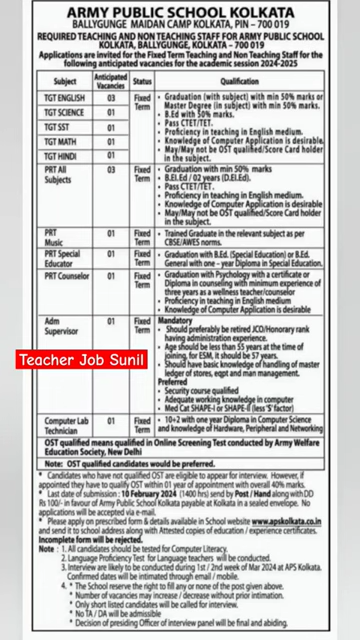 ARMY PUBLIC SCHOOL KOLKATA
BALLYGUNGE MAIDAN CAMP KOLKATA, PIN – 700 019
REQUIRED TEACHING AND NON TEACHING STAFF FOR ARMY PUBLIC SCHOOL
KOLKATA, BALLYGUNGE, KOLKATA – 700 019
Applications are invited for the Fixed Term Teaching and Non Teaching Staff for the
following anticipated vacancies for the academic session 2024-2025
Subject Anticipated Vacancies Status Qualification
TGT ENGLISH 03 Fixed Term
TGT SCIENCE 01
TGT SST 01
TGT MATH 01
TGT HINDI 01
• Graduation (with subject) with min 50% marks or
Master Degree (in subject) with min 50% marks.
• B.Ed with 50% marks.
• Pass CTET/TET.
• Proficiency in teaching in English medium.
• Knowledge of Computer Application is desirable,
• May/May not be OST qualified/Score Card holder
in the subject.
PRT All Subjects 03 Fixed Term
• Graduation with min 50% marks
• B.El.Ed / 02 years (D.El.Ed).
• Pass CTET/TET.
• Proficiency in teaching in English medium.
• Knowledge of Computer Application is desirable
• May/May not be OST qualified/Score Card holder
in the subject.
PRT Music 01 Fixed Term
• Trained Graduate in the relevant subject as per
CBSE/AWES norms.
PRT Special Educator 01 Fixed Term
• Graduation with B.Ed. (Special Education) or B.Ed.
General with one – year Diploma in Special Education.
PRT Counselor 01 Fixed Term
• Graduation with Psychology with a certificate or
Diploma in counseling with minimum experience of
three years as a wellness teacher/counselor
• Proficiency in teaching in English medium
• Knowledge of Computer Application is desirable
Adm Supervisor 01 Fixed Term
Mandatory
• Should preferably be retired JCO/Honorary rank
having administration experience.
• Age should be less than 55 years at the time of
joining, for ESM, it should be 57 years.
• Should have basic knowledge of handling of master
ledger of stores, eqpt and man management.
Preferred
• Security course qualified
• Adequate working knowledge in computer
• Med Cat SHAPE-I or SHAPE-II (less 'S' factor)
Teacher Job Sunil
Computer Lab Technician 01 Fixed Term
• 10+2 with one year Diploma in Computer Science
and knowledge of Hardware, Peripheral and Networking
OST qualified means qualified in Online Screening Test conducted by Army Welfare
Education Society, New Delhi
Note: OST qualified candidates would be preferred.
* Candidates who have not qualified OST are eligible to appear for interview. However, if
appointed they have to qualify OST within 01 year of appointment with overall 40% marks.
* Last date of submission : 10 February 2024 (1400 hrs) send by Post / Hand along with DD
Rs 100/- in favour of Army Public School Kolkata payable at Kolkata in a sealed envelope. No
applications will be accepted via e-mail.
* Please apply on prescribed form & details available in School website www.apskolkata.co.in
and send it to school address along with Attested copies of education / experience certificates.
Incomplete form will be rejected.
Note : 1. All candidates should be tested for Computer Literacy.
2. Language Proficiency Test for Language teachers will be conducted.
3. Interview are likely to be conducted during 1st / 2nd week of Mar 2024 at APS Kolkata.
Confirmed dates will be intimated through email / mobile.
4. * The School reserve the right to fill any or none of the post given above.
* Number of vacancies may increase / decrease without prior intimation.
* Only short listed candidates will be called for interview.
* No TA / DA will be admissible
* Decision of presiding Officer of interview panel will be final and abiding.